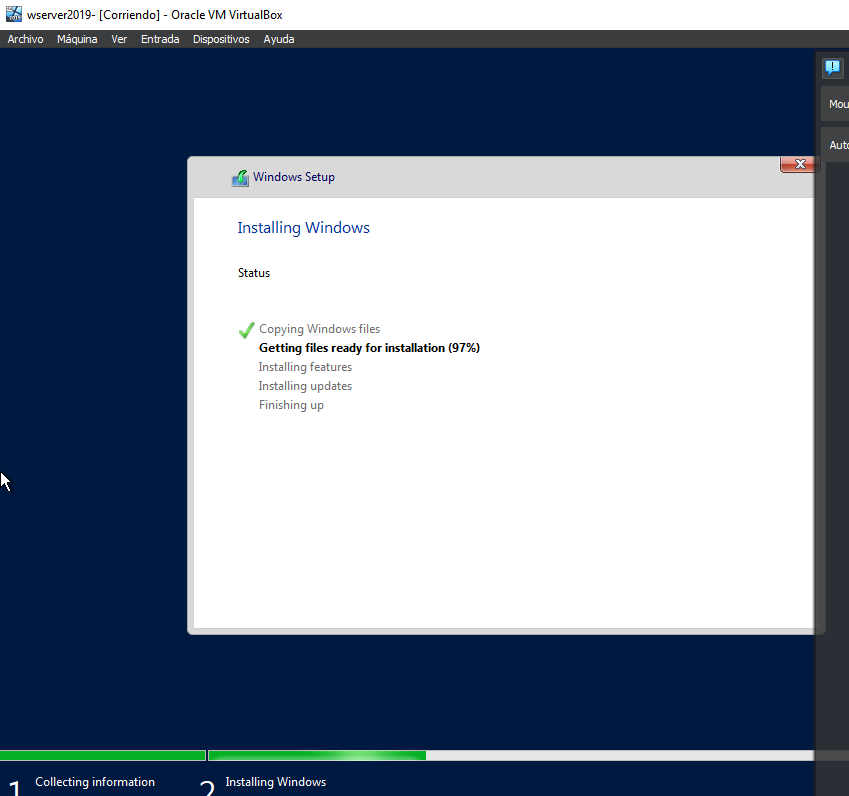 wserver2019- [Corriendo] - Oracle VM VirtualBox
Archivo Máquina Ver Entrada Dispositivos Ayuda
Mou
Auto
Windows Setup
Installing Windows
Status
Copying Windows files
Getting files ready for installation (97%)
Installing features
Installing updates
Finishing up
1 Collecting information 2 Installing Windows